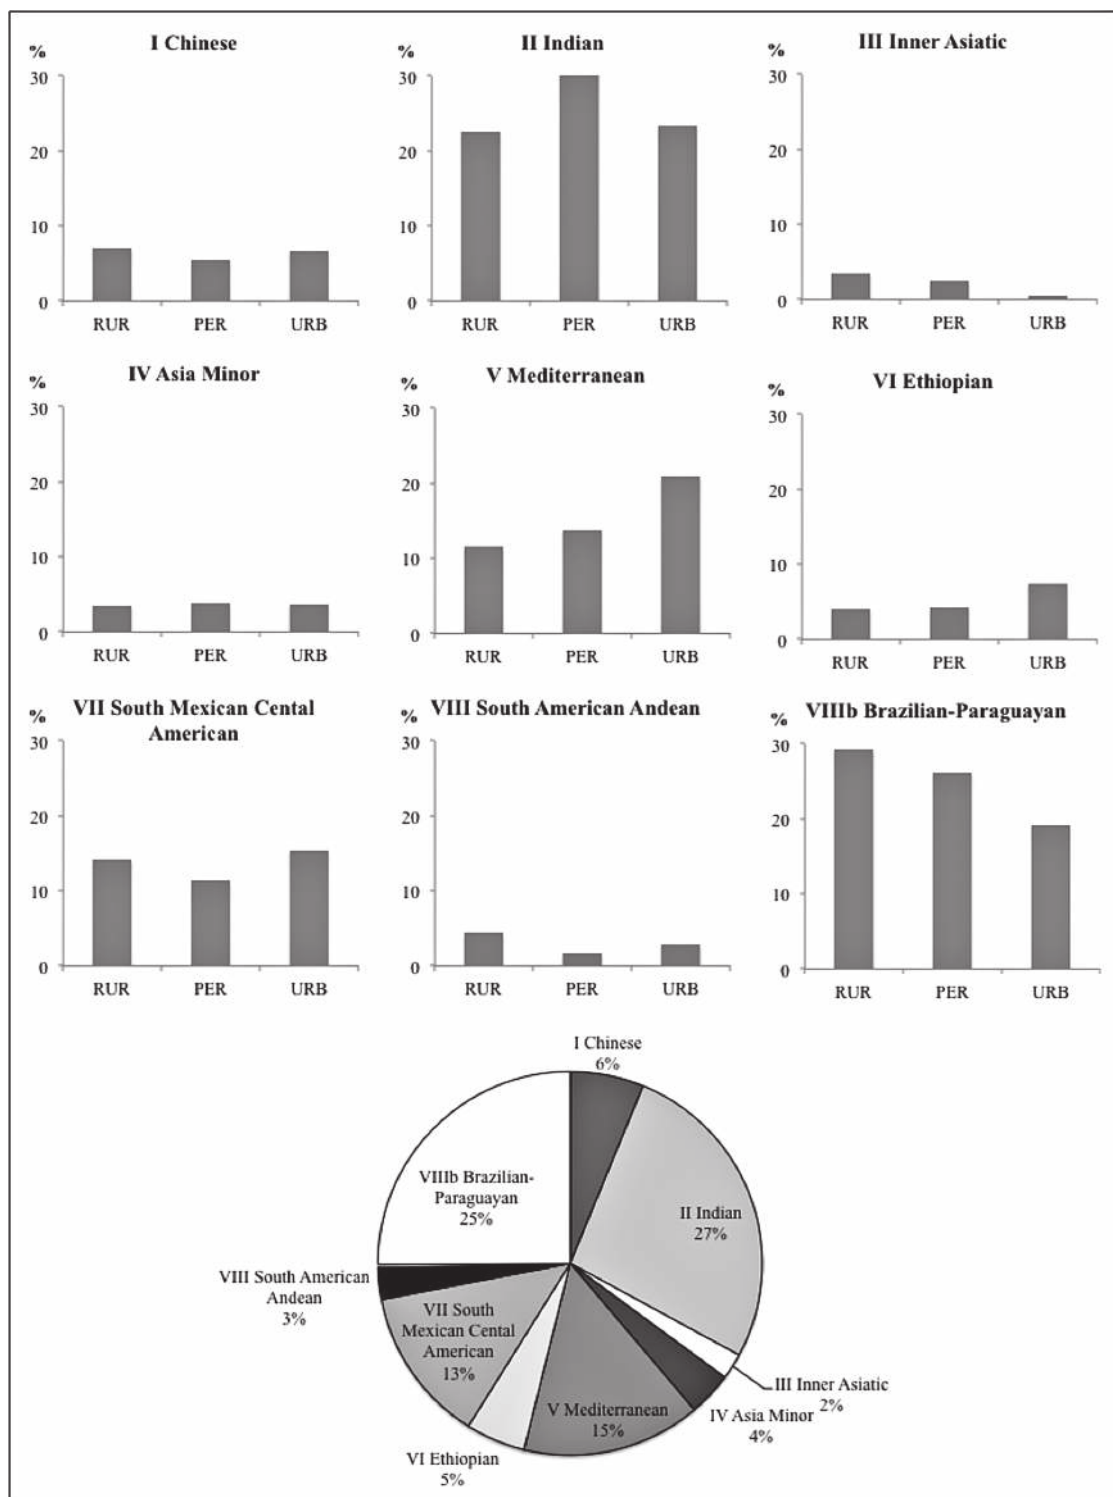 I Chinese
%
30
20
10
0
RUR PER URB
II Indian
%
30
20
10
0
RUR PER URB
III Inner Asiatic
%
30
20
10
0
RUR PER URB
IV Asia Minor
%
30
20
10
0
RUR PER URB
V Mediterranean
%
30
20
10
0
RUR PER URB
VI Ethiopian
%
30
20
10
0
RUR PER URB
VII South Mexican Cental
American
%
30
20
10
0
RUR PER URB
VIII South American Andean
%
30
20
10
0
RUR PER URB
VIIIb Brazilian-Paraguayan
%
30
20
10
0
RUR PER URB
I Chinese
6%
II Indian
27%
III Inner Asiatic
2%
IV Asia Minor
4%
V Mediterranean
15%
VI Ethiopian
5%
VII South
Mexican Cental
American
13%
VIII South American
Andean
3%
VIIIb Brazilian-
Paraguayan
25%